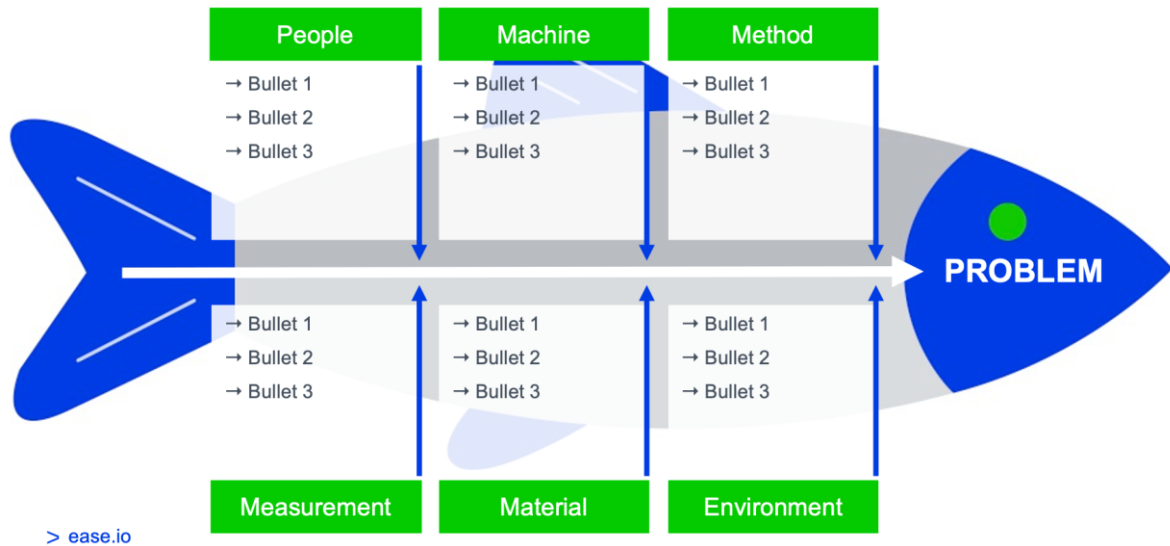 People
Machine
Method
→ Bullet 1
→ Bullet 2
→ Bullet 3
→ Bullet 1
→ Bullet 2
→ Bullet 3
→ Bullet 1
→ Bullet 2
→ Bullet 3
PROBLEM
→ Bullet 1
→ Bullet 2
→ Bullet 3
→ Bullet 1
→ Bullet 2
→ Bullet 3
→ Bullet 1
→ Bullet 2
→ Bullet 3
Measurement
Material
Environment
> ease.io